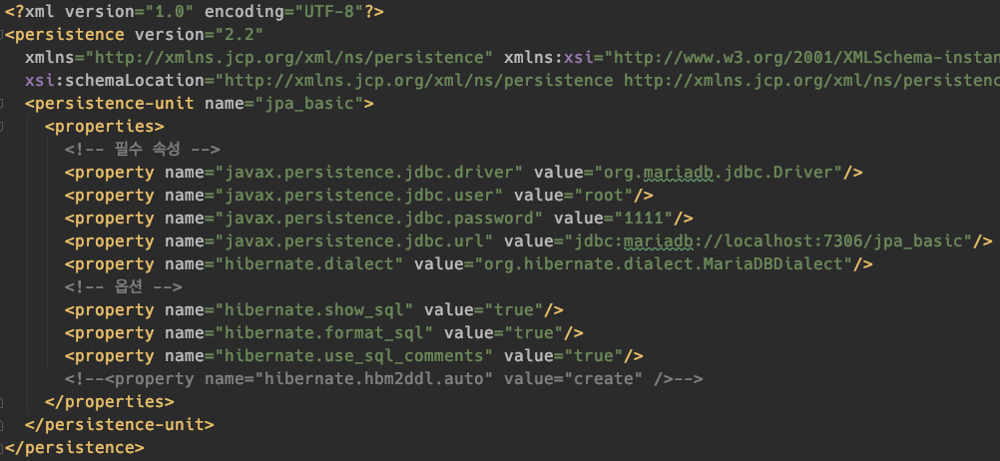 <?xml version="1.0" encoding="UTF-8"?>
<persistence version="2.2"
xmlns="http://xmlns.jcp.org/xml/ns/persistence" xmlns:xsi="http://www.w3.org/2001/XMLSchema-instan
xsi:schemaLocation="http://xmlns.jcp.org/xml/ns/persistence http://xmlns.jcp.org/xml/ns/persistenc
<persistence-unit name="jpa_basic">
<properties>
<!-- 필수 속성 -->
<property name="javax.persistence.jdbc.driver" value="org.mariadb.jdbc.Driver"/>
<property name="javax.persistence.jdbc.user" value="root"/>
<property name="javax.persistence.jdbc.password" value="1111"/>
<property name="javax.persistence.jdbc.url" value="jdbc:mariadb://localhost:7306/jpa_basic"/>
<property name="hibernate.dialect" value="org.hibernate.dialect.MariaDBDialect"/>
<!-- 옵션 -->
<property name="hibernate.show_sql" value="true"/>
<property name="hibernate.format_sql" value="true"/>
<property name="hibernate.use_sql_comments" value="true"/>
<!--<property name="hibernate.hbm2ddl.auto" value="create" />-->
</properties>
</persistence-unit>
</persistence>